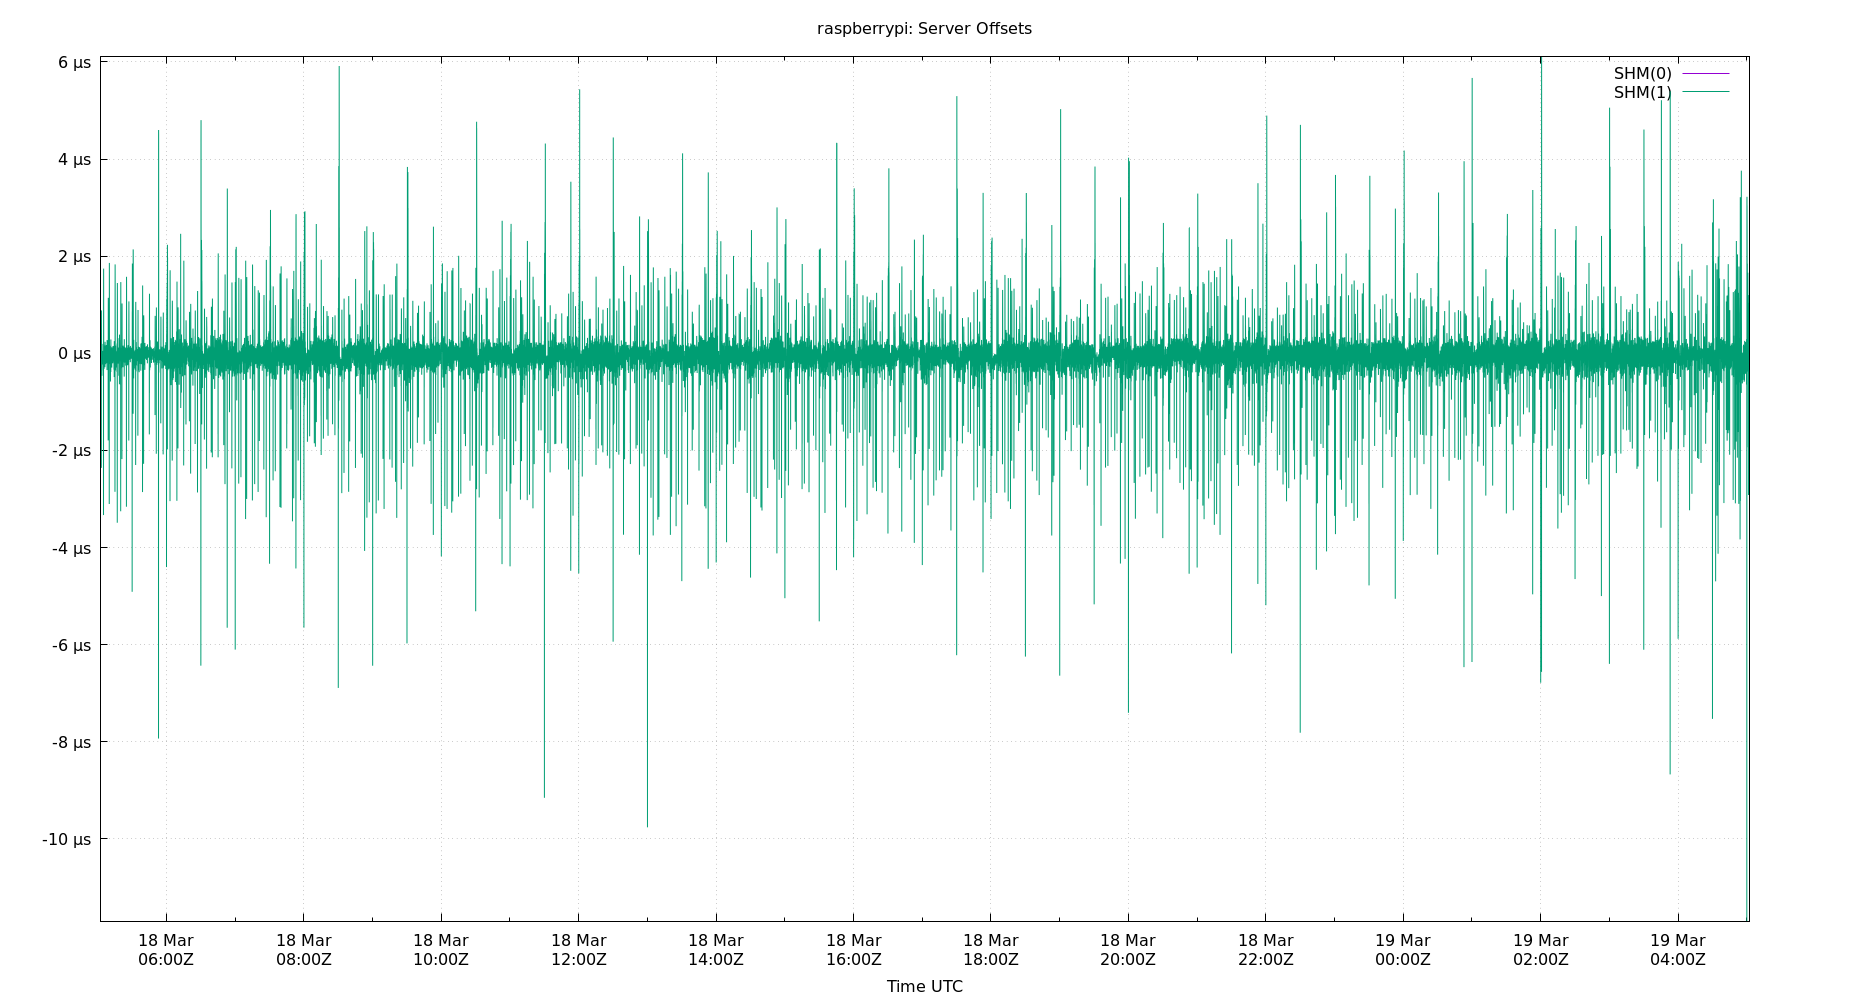 raspberrypi: Server Offsets
6 µs
4 µs
2 µs
0 µs
-2 µs
-4 µs
-6 µs
-8 µs
-10 µs
SHM(0)
SHM(1)
18 Mar 18 Mar 18 Mar 18 Mar 18 Mar 18 Mar 18 Mar 18 Mar 18 Mar 19 Mar 19 Mar 19 Mar
06:00Z 08:00Z 10:00Z 12:00Z 14:00Z 16:00Z 18:00Z 20:00Z 22:00Z 00:00Z 02:00Z 04:00Z
Time UTC